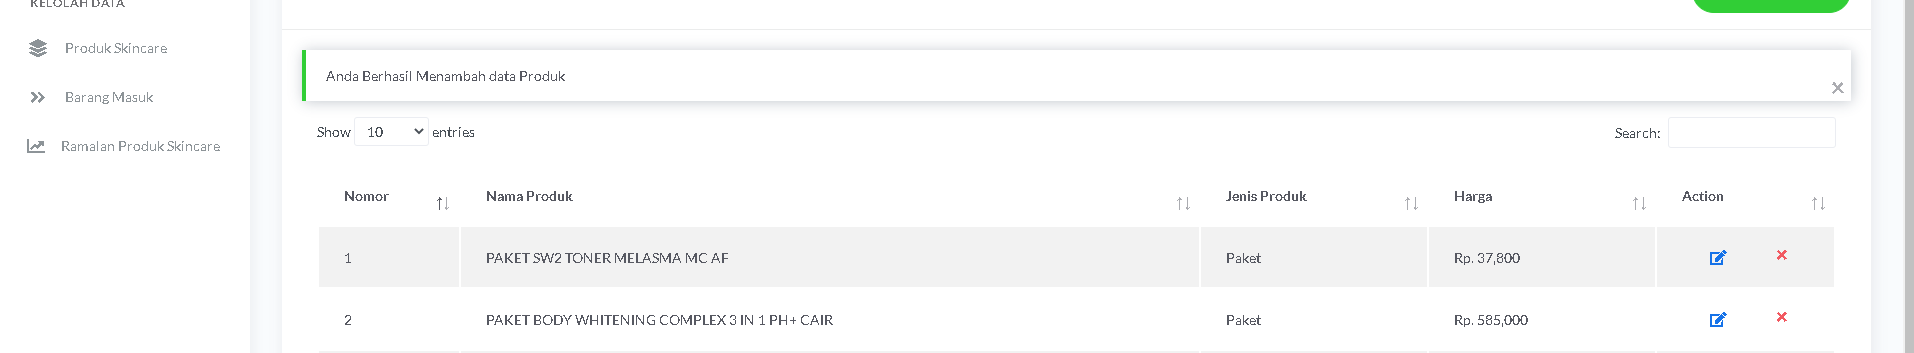 KELOLAH DATA
Produk Skincare
Barang Masuk
Ramalan Produk Skincare
Anda Berhasil Menambah data Produk
×
Show 10 entries
Search:
Nomor Nama Produk Jenis Produk Harga Action
1 PAKET SW2 TONER MELASMA MC AF Paket Rp. 37,800
2 PAKET BODY WHITENING COMPLEX 3 IN 1 PH+ CAIR Paket Rp. 585,000